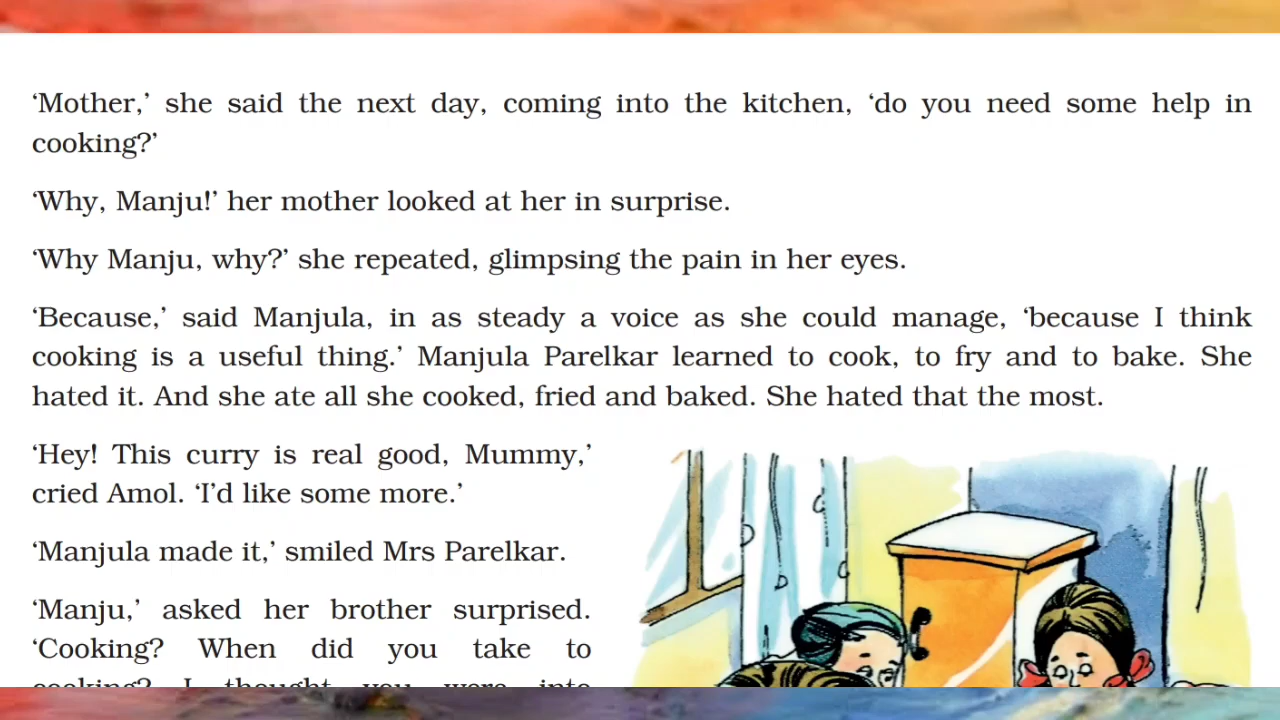 ‘Mother,’ she said the next day, coming into the kitchen, ‘do you need some help in
cooking?’
‘Why, Manju!’ her mother looked at her in surprise.
‘Why Manju, why?’ she repeated, glimpsing the pain in her eyes.
‘Because,’ said Manjula, in as steady a voice as she could manage, ‘because I think
cooking is a useful thing.’ Manjula Parelkar learned to cook, to fry and to bake. She
hated it. And she ate all she cooked, fried and baked. She hated that the most.
‘Hey! This curry is real good, Mummy,’
cried Amol. ‘I’d like some more.’
‘Manjula made it,’ smiled Mrs Parelkar.
‘Manju,’ asked her brother surprised.
‘Cooking? When did you take to
cooking? I thought you were into